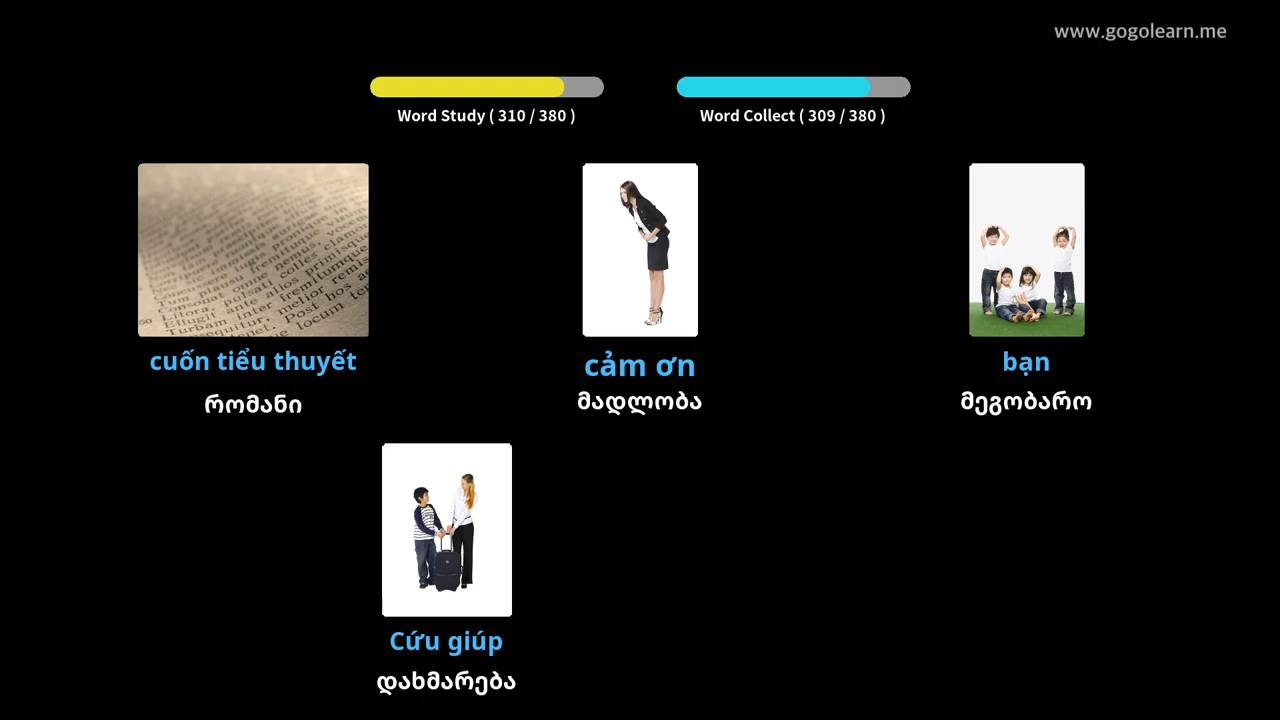 www.gogolearn.me
Word Study ( 310 / 380 )
Word Collect ( 309 / 380 )
cuốn tiểu thuyết
რომანი
cảm ơn
მადლობა
bạn
მეგობარო
Cứu giúp
დახმარება